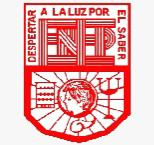 DESPERTAR
A LA LUZ POR
EL SABER
ENP